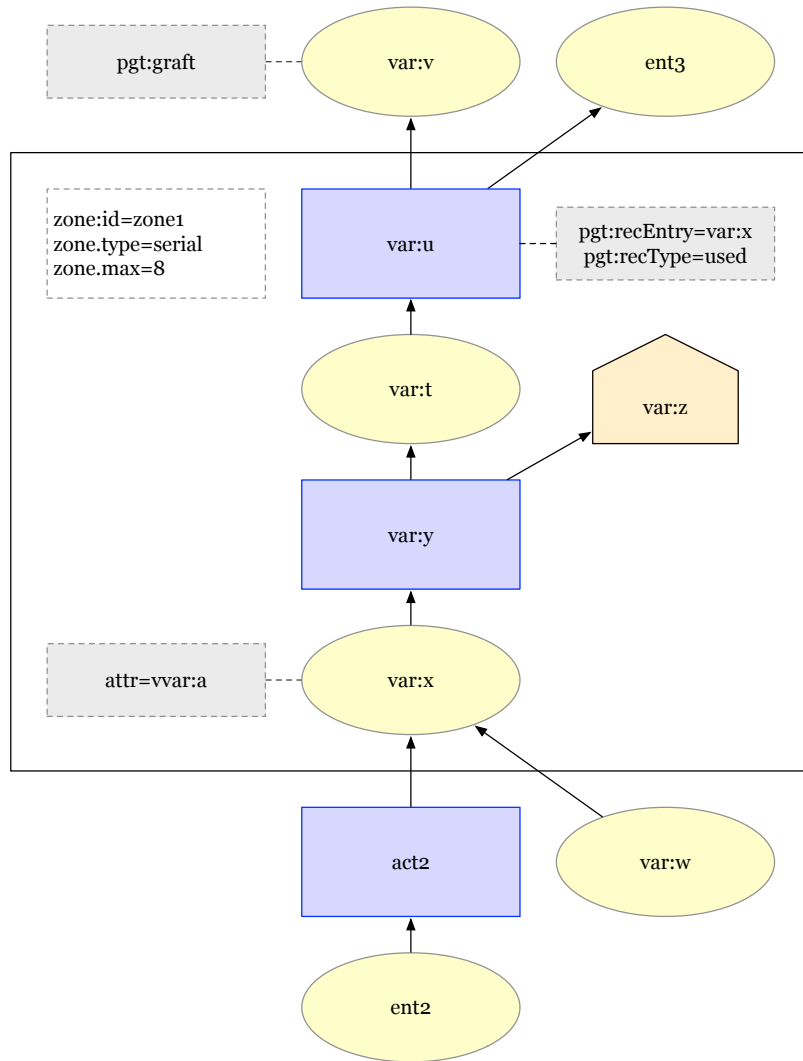 pgt:graft
var:v
ent3
zone:id=zone1
zone.type=serial
zone.max=8
var:u
pgt:recEntry=var:x
pgt:recType=used
var:t
var:z
var:y
attr=vvar:a
var:x
act2
var:w
ent2